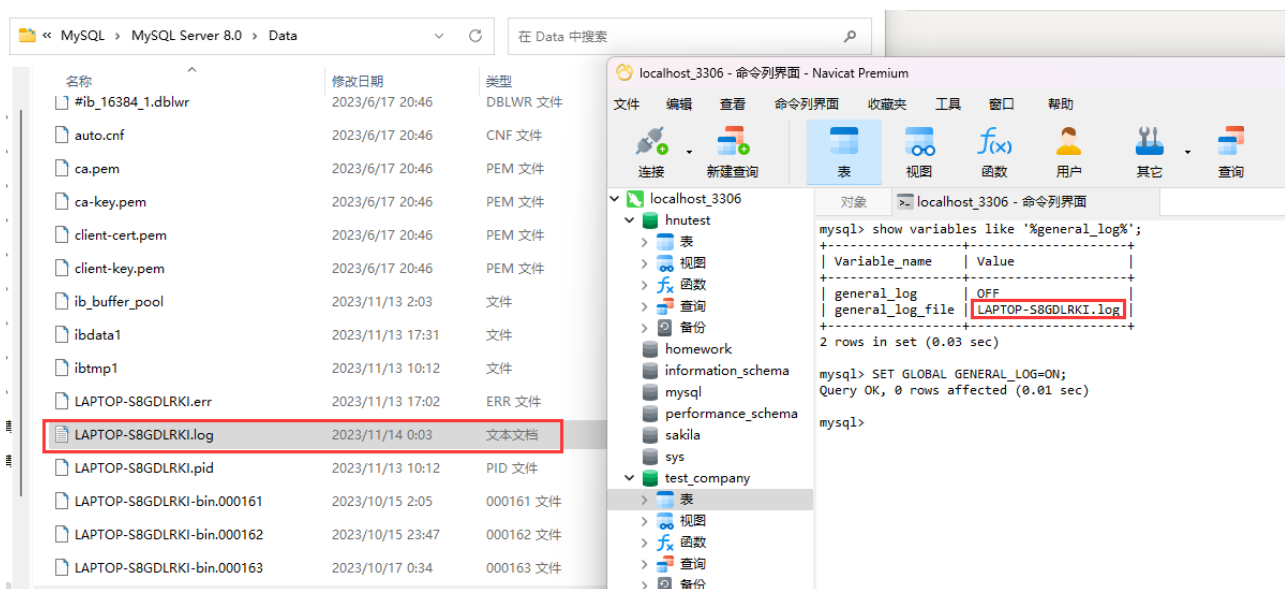 « MySQL › MySQL Server 8.0 › Data
在 Data 中搜索
名称 修改日期 类型
#ib_16384_1.dblwr 2023/6/17 20:46 DBLWR 文件
auto.cnf 2023/6/17 20:46 CNF 文件
ca.pem 2023/6/17 20:46 PEM 文件
ca-key.pem 2023/6/17 20:46 PEM 文件
client-cert.pem 2023/6/17 20:46 PEM 文件
client-key.pem 2023/6/17 20:46 PEM 文件
ib_buffer_pool 2023/11/13 2:03 文件
ibdata1 2023/11/13 17:31 文件
ibtmp1 2023/11/13 10:12 文件
LAPTOP-S8GDLRKI.err 2023/11/13 17:02 ERR 文件
LAPTOP-S8GDLRKI.log 2023/11/14 0:03 文本文档
LAPTOP-S8GDLRKI.pid 2023/11/13 10:12 PID 文件
LAPTOP-S8GDLRKI-bin.000161 2023/10/15 2:05 000161 文件
LAPTOP-S8GDLRKI-bin.000162 2023/10/15 23:47 000162 文件
LAPTOP-S8GDLRKI-bin.000163 2023/10/17 0:34 000163 文件
localhost_3306 - 命令列界面 - Navicat Premium
文件 编辑 查看 命令列界面 收藏夹 工具 窗口 帮助
连接 新建查询 表 视图 函数 用户 其它 查询
localhost_3306
hnutest
表
视图
函数
查询
备份
homework
information_schema
mysql
performance_schema
sakila
sys
test_company
表
视图
函数
查询
备份
对象 localhost_3306 - 命令列界面
mysql> show variables like '%general_log%';
+------------------+---------------------+
| Variable_name | Value |
+------------------+---------------------+
| general_log | OFF |
| general_log_file | LAPTOP-S8GDLRKI.log |
+------------------+---------------------+
2 rows in set (0.03 sec)
mysql> SET GLOBAL GENERAL_LOG=ON;
Query OK, 0 rows affected (0.01 sec)
mysql>